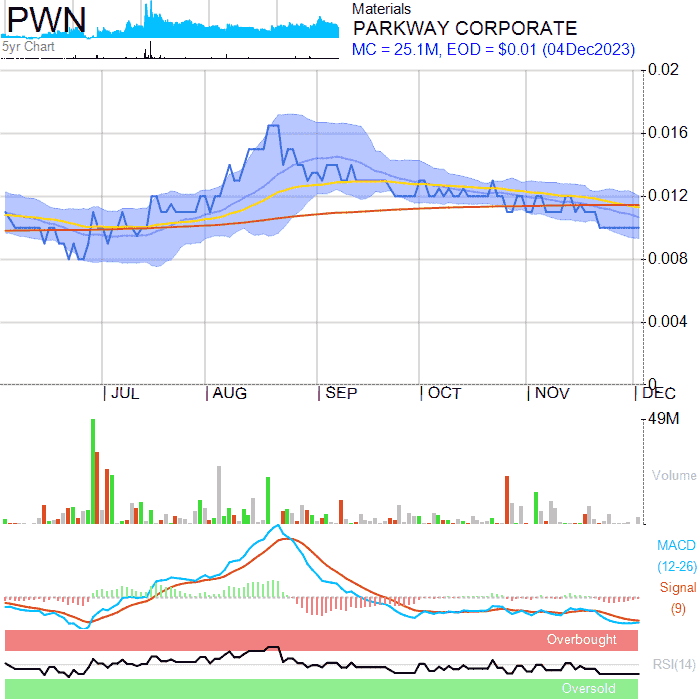 PWN
5yr Chart
Materials
PARKWAY CORPORATE
MC = 25.1M, EOD = $0.01 (04Dec2023)
0.02
0.016
0.012
0.008
0.004
0
JUL AUG SEP OCT NOV DEC
49M
Volume
MACD
(12-26)
Signal
(9)
Overbought
RSI(14)
Oversold